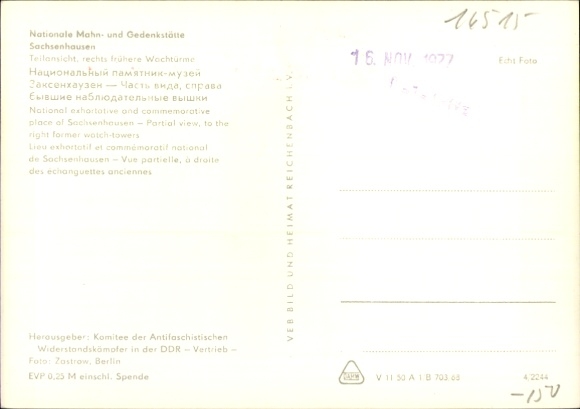 Nationale Mahn- und Gedenkstätte
Sachsenhausen
Teilansicht, rechts frühere Wachtürme
Национальный памятник-музей
Заксенхаузен — Часть вида, справа
бывшие наблюдательные вышки
National exhortative and commemorative
place of Sachsenhausen – Partial view, to the
right former watch-towers
Lieu exhortatif et commémoratif national
de Sachsenhausen – Vue partielle, à droite
des échauguettes anciennes
Herausgeber: Komitee der Antifaschistischen
Widerstandskämpfer in der DDR – Vertrieb –
Foto: Zastrow, Berlin
EVP 0,25 M einschl. Spende
VEB BILD UND HEIMAT REICHENBACH I. V.
16515
16. NOV. 1977
Echt Foto
V 11 50 A 1 B 703/68
4/2244
-150